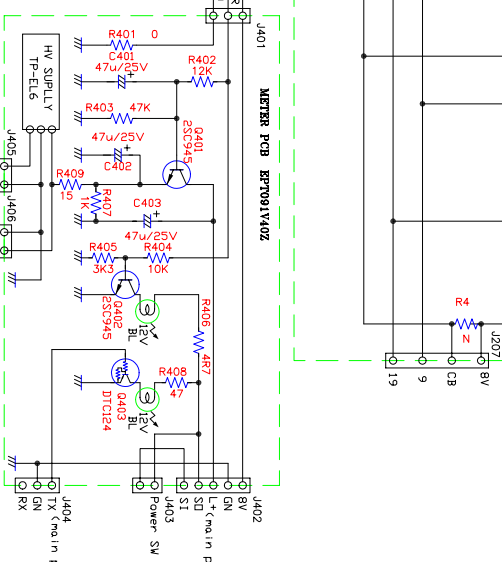 R
J401
R401 0
C401
47u/25V
R402
12K
R403 47K
47u/25V
C402
Q401
2SC945
HV SUPLLY
TP-EL6
J405
J406
R409
15
R407
1K
C403
47u/25V
R405
3K3
R404
10K
Q402
2SC945
12V
BL
R406
4R7
R408
47
Q403
DTC124
12V
BL
METER PCB EPT091V40Z
J402
8V
GN
L+(main p
SD
SI
J403
Power SW
J404
TX (main p
GN
RX
R4
N
J207
19
9
CB
8V